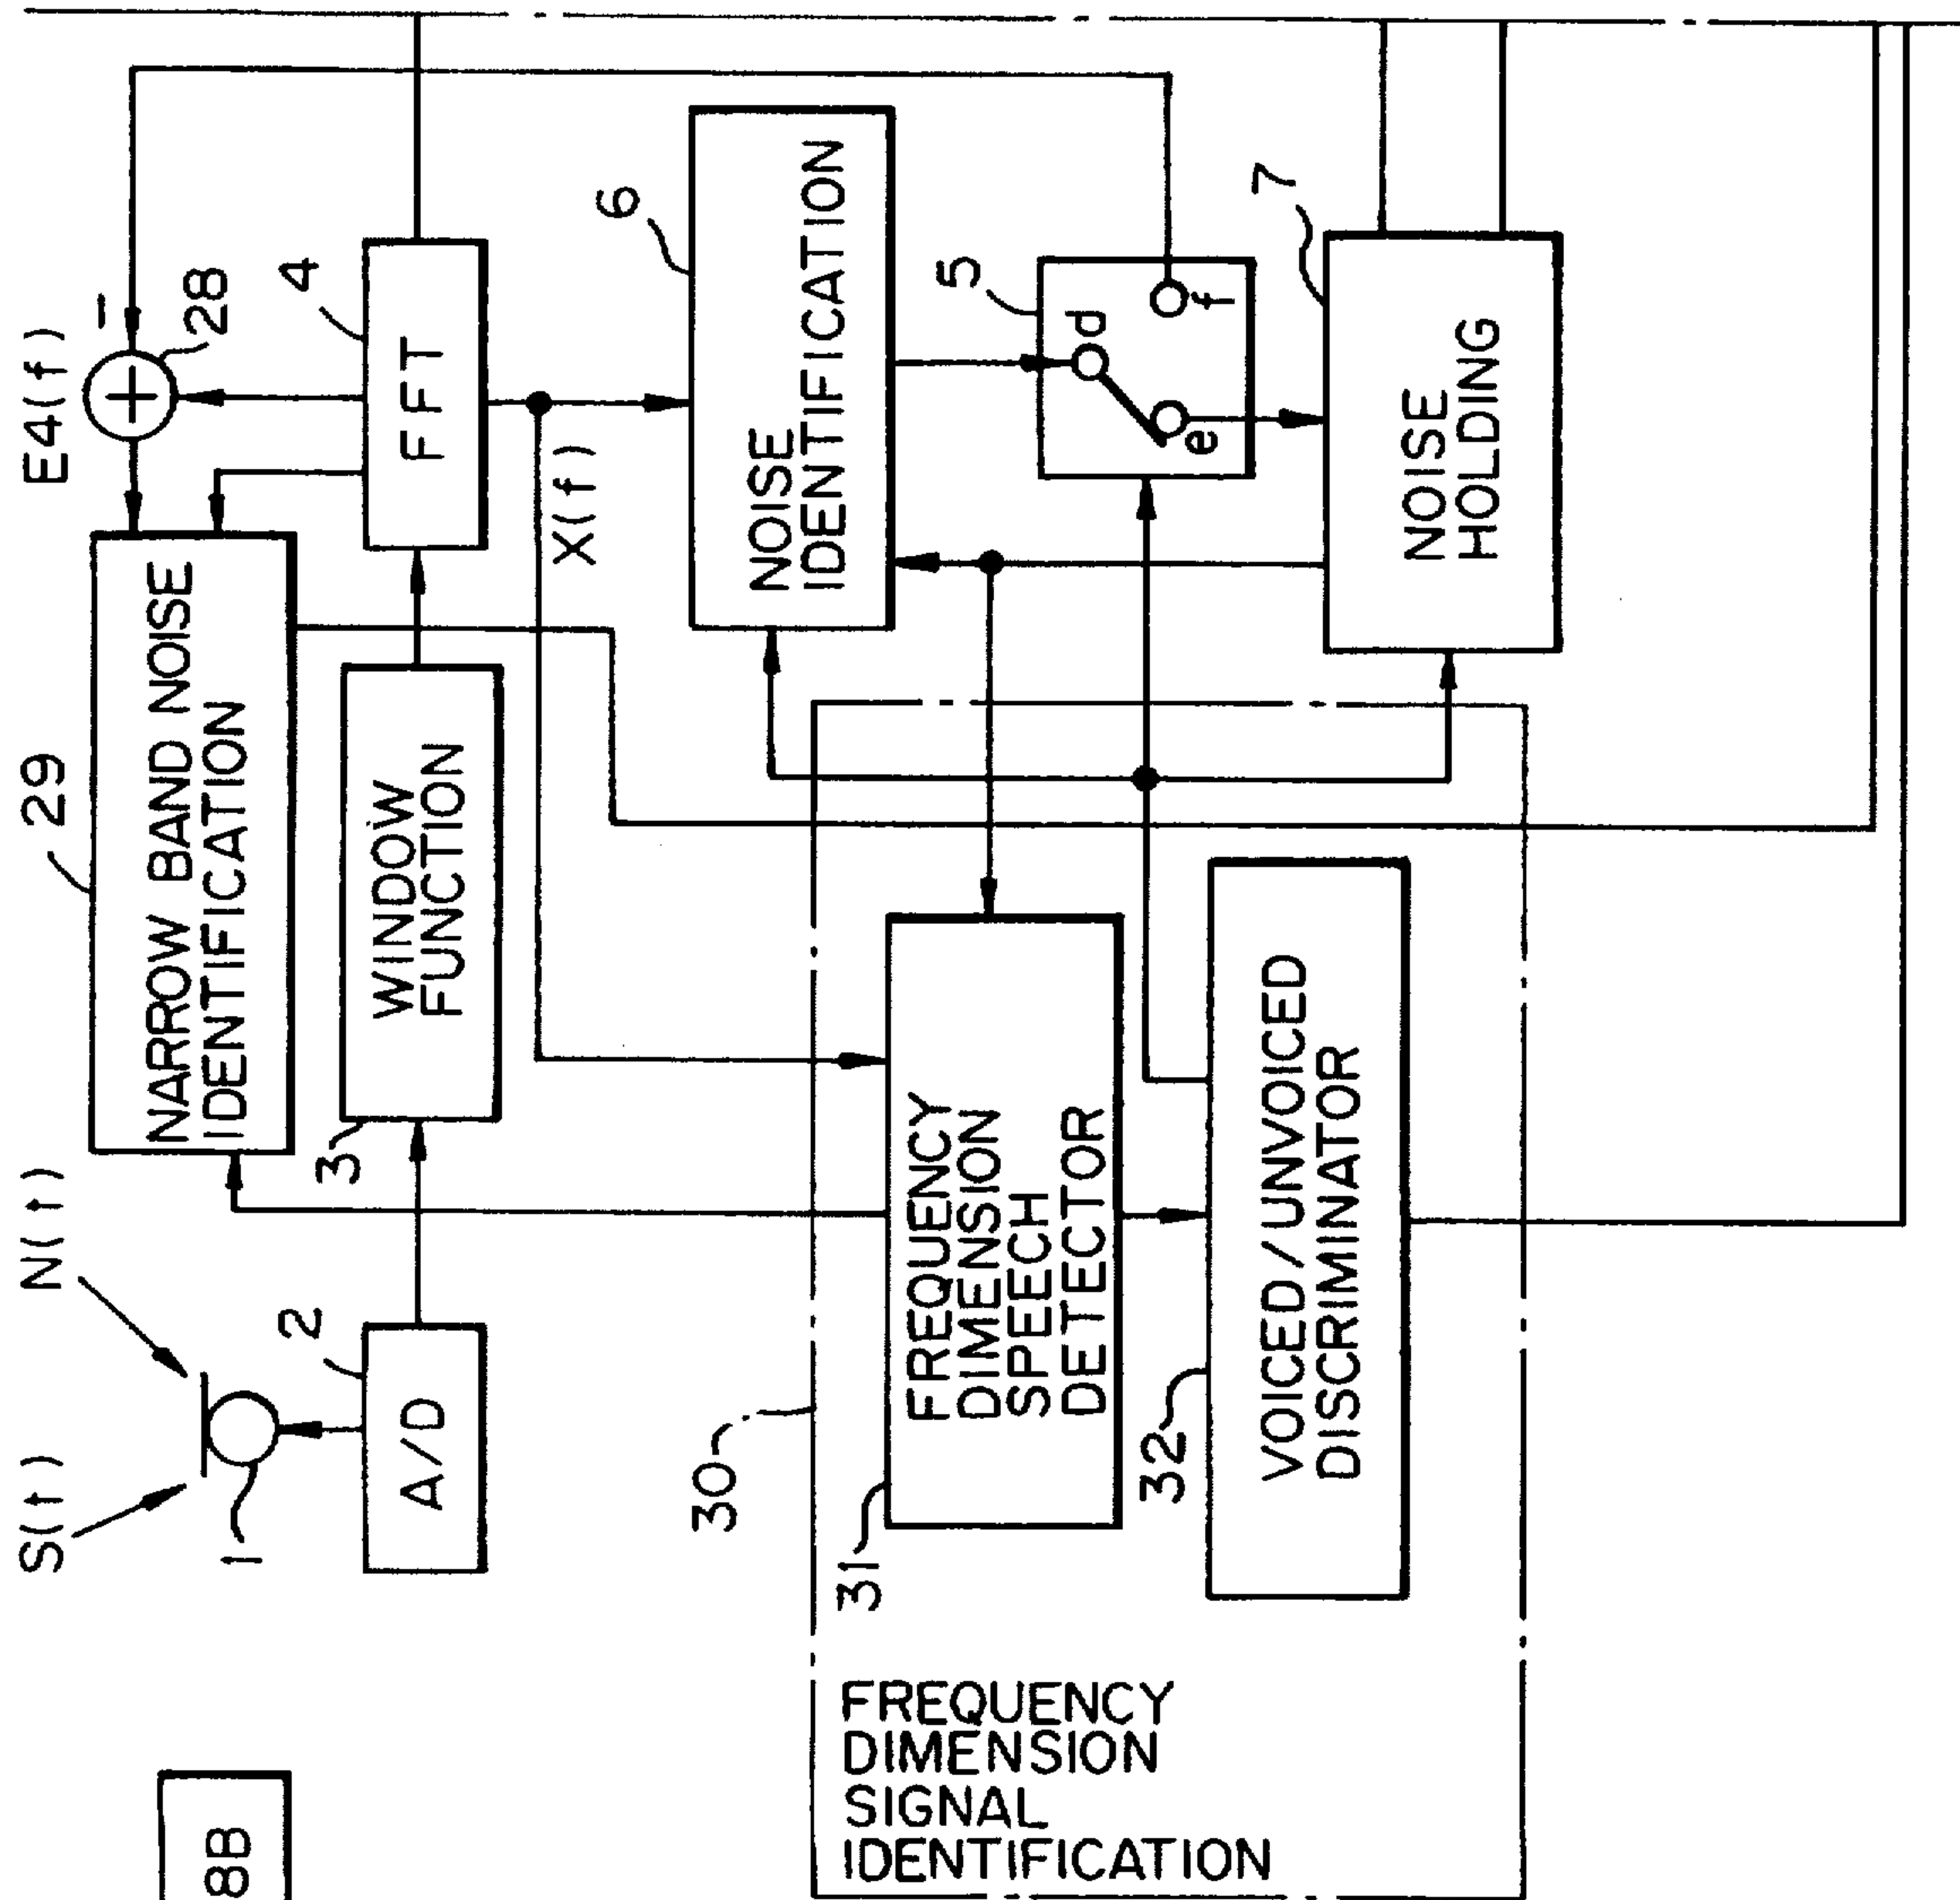 S(t)
N(t)
1
2
A/D
3
WINDOW
FUNCTION
29
NARROW BAND NOISE
IDENTIFICATION
E4(f)
–
+
28
4
FFT
X(f)
6
NOISE
IDENTIFICATION
5
d
e
f
7
NOISE
HOLDING
30
31
FREQUENCY
DIMENSION
SPEECH
DETECTOR
32
VOICED/UNVOICED
DISCRIMINATOR
FREQUENCY
DIMENSION
SIGNAL
IDENTIFICATION
8B